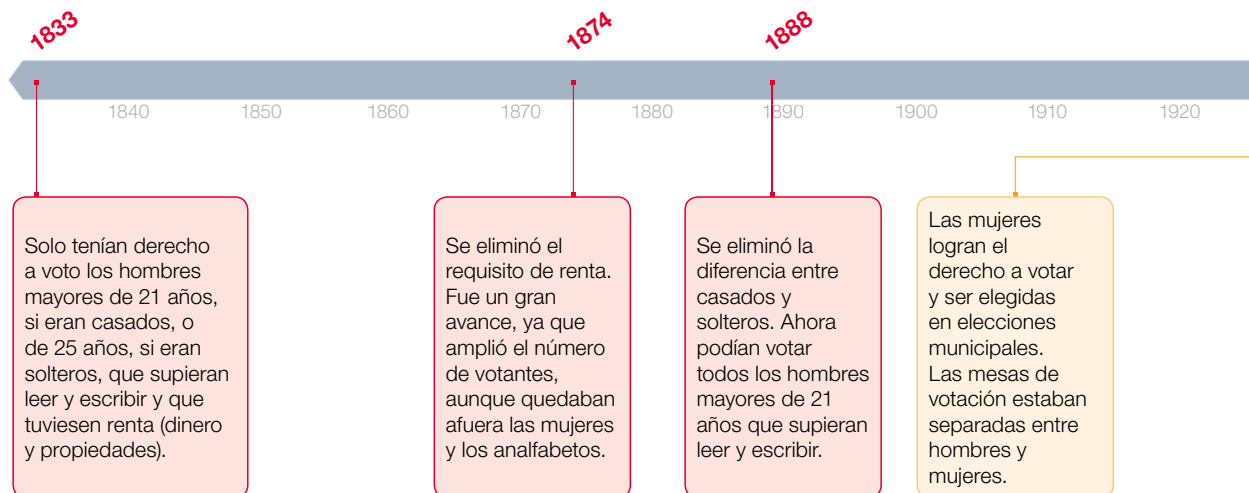 1833
1874
1888
1840
1850
1860
1870
1880
1890
1900
1910
1920
Solo tenían derecho
a voto los hombres
mayores de 21 años,
si eran casados, o
de 25 años, si eran
solteros, que supieran
leer y escribir y que
tuviesen renta (dinero
y propiedades).
Se eliminó el
requisito de renta.
Fue un gran
avance, ya que
amplió el número
de votantes,
aunque quedaban
afuera las mujeres
y los analfabetos.
Se eliminó la
diferencia entre
casados y
solteros. Ahora
podían votar
todos los hombres
mayores de 21
años que supieran
leer y escribir.
Las mujeres
logran el
derecho a votar
y ser elegidas
en elecciones
municipales.
Las mesas de
votación estaban
separadas entre
hombres y
mujeres.